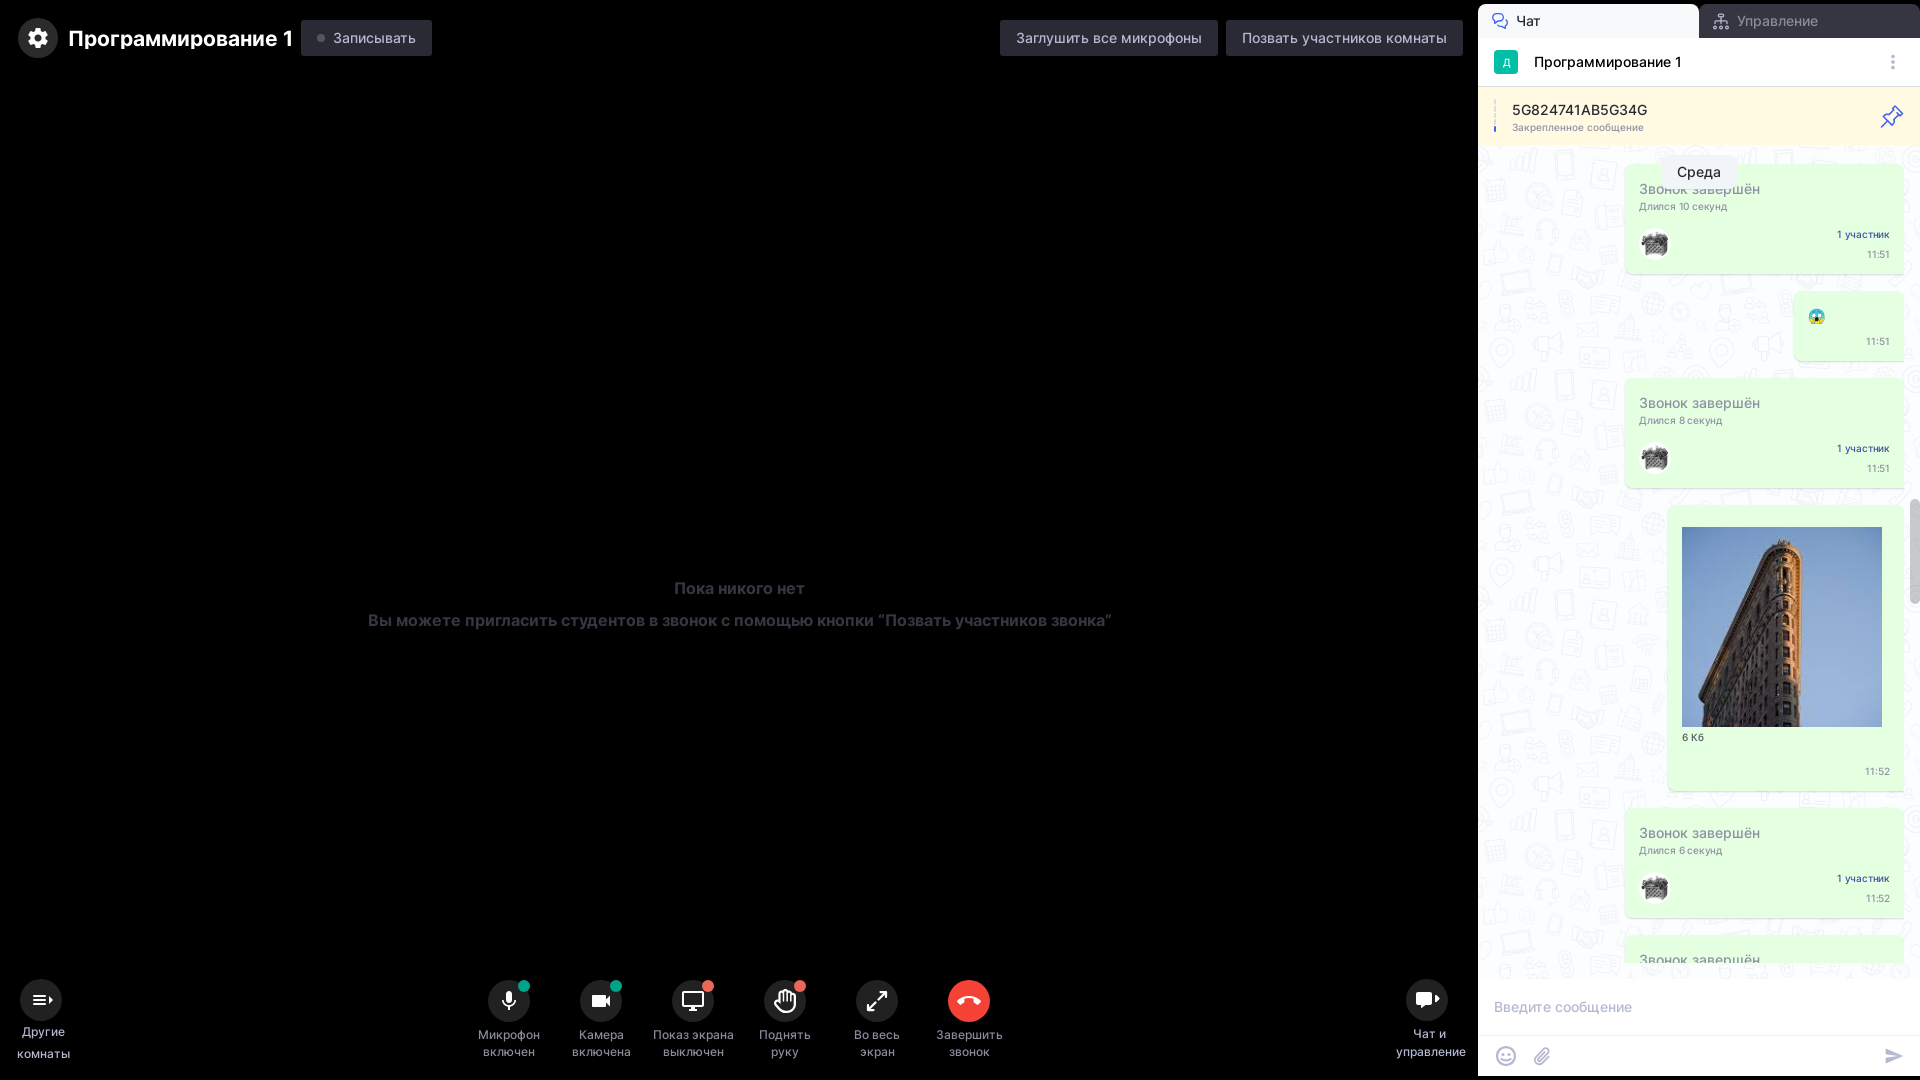 Программирование 1
Записывать
Заглушить все микрофоны
Позвать участников комнаты
Чат
Управление
Д
Программирование 1
5G824741AB5G34G
Закрепленное сообщение
Среда
Звонок завершён
Длился 10 секунд
1 участник
11:51
11:51
Звонок завершён
Длился 8 секунд
1 участник
11:51
6 Кб
11:52
Звонок завершён
Длился 6 секунд
1 участник
11:52
Звонок завершён
Пока никого нет
Вы можете пригласить студентов в звонок с помощью кнопки “Позвать участников звонка”
Другие
комнаты
Микрофон
включен
Камера
включена
Показ экрана
выключен
Поднять
руку
Во весь
экран
Завершить
звонок
Чат и
управление
Введите сообщение